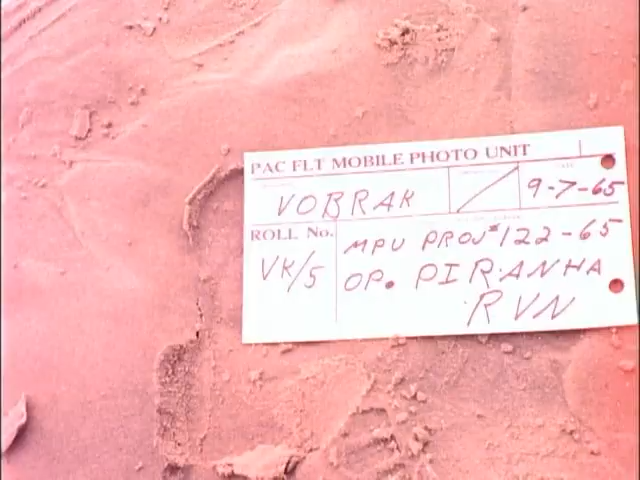 PAC FLT MOBILE PHOTO UNIT
VOBRAK
9-7-65
ROLL No.
VK/5
MPU PROJ# 122-65
OP. PIRANHA
RVN